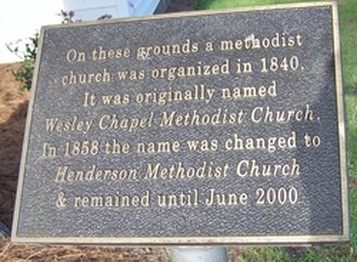 On these grounds a methodist
church was organized in 1840.
It was originally named
Wesley Chapel Methodist Church.
In 1858 the name was changed to
Henderson Methodist Church
& remained until June 2000